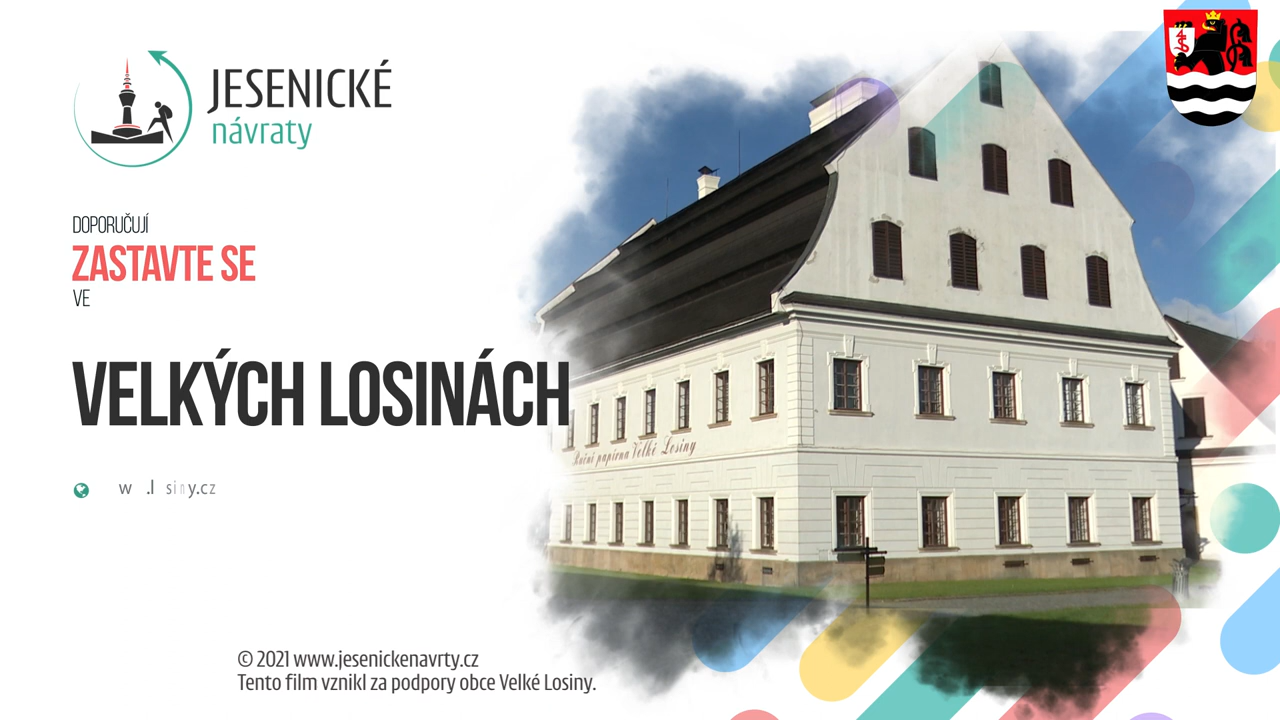 JESENICKÉ
návraty
DOPORUČUJÍ
ZASTAVTE SE
VE
VELKÝCH LOSINÁCH
Ruční papírna Velké Losiny
© 2021 www.jesenickenavrty.cz
Tento film vznikl za podpory obce Velké Losiny.